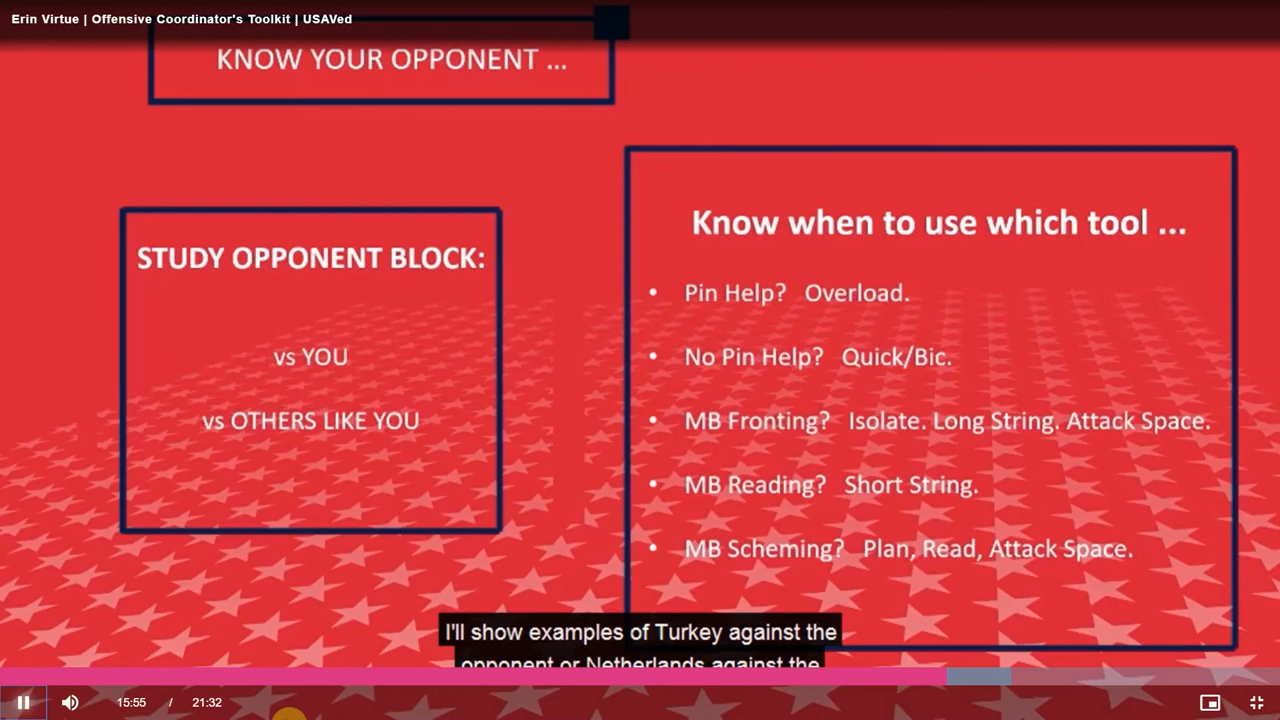 Erin Virtue | Offensive Coordinator's Toolkit | USAVed
KNOW YOUR OPPONENT ...
STUDY OPPONENT BLOCK:
vs YOU
vs OTHERS LIKE YOU
Know when to use which tool ...
• Pin Help? Overload.
• No Pin Help? Quick/Bic.
• MB Fronting? Isolate. Long String. Attack Space.
• MB Reading? Short String.
• MB Scheming? Plan, Read, Attack Space.
I'll show examples of Turkey against the
opponent or Netherlands against the
15:55 / 21:32